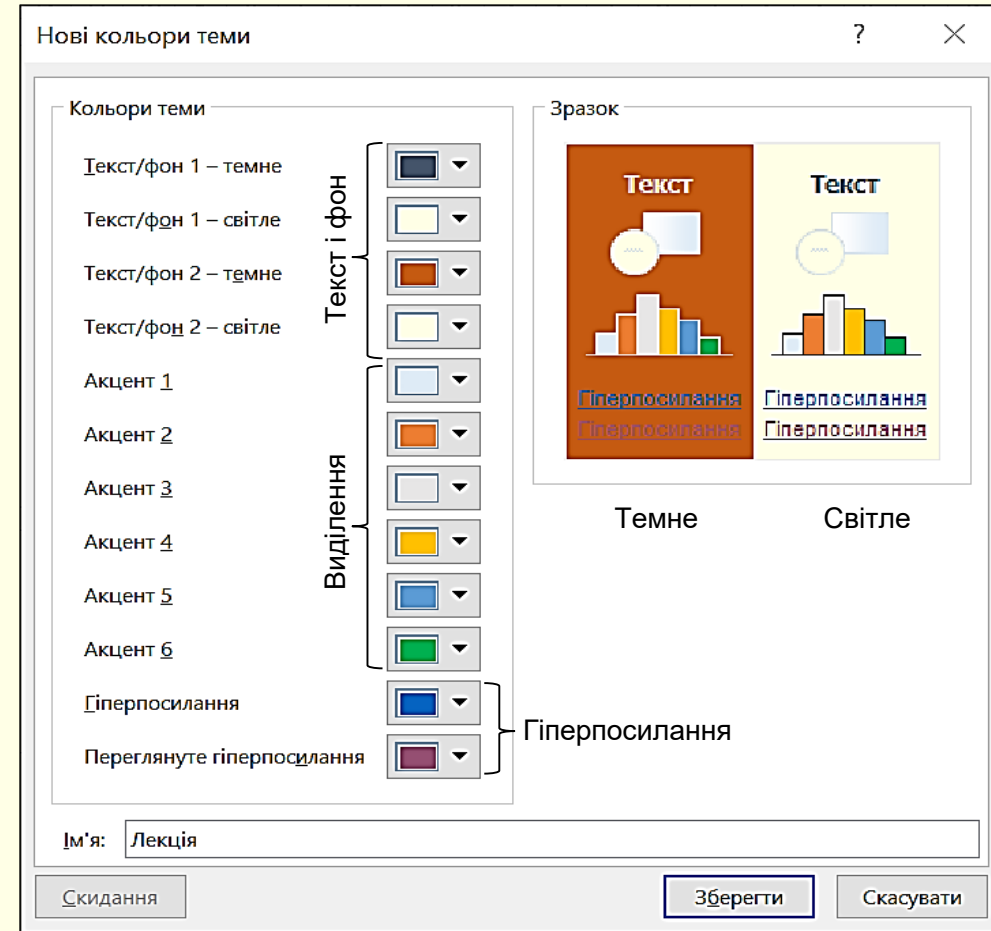 Нові кольори теми
?
Кольори теми
Текст/фон 1 – темне
Текст/фон 1 – світле
Текст/фон 2 – темне
Текст/фон 2 – світле
Текст і фон
Акцент 1
Акцент 2
Акцент 3
Акцент 4
Акцент 5
Акцент 6
Виділення
Гіперпосилання
Переглянуте гіперпосилання
Гіперпосилання
Зразок
Текст
Текст
Гіперпосилання
Гіперпосилання
Гіперпосилання
Гіперпосилання
Темне
Світле
Ім'я:
Лекція
Скидання
Зберегти
Скасувати